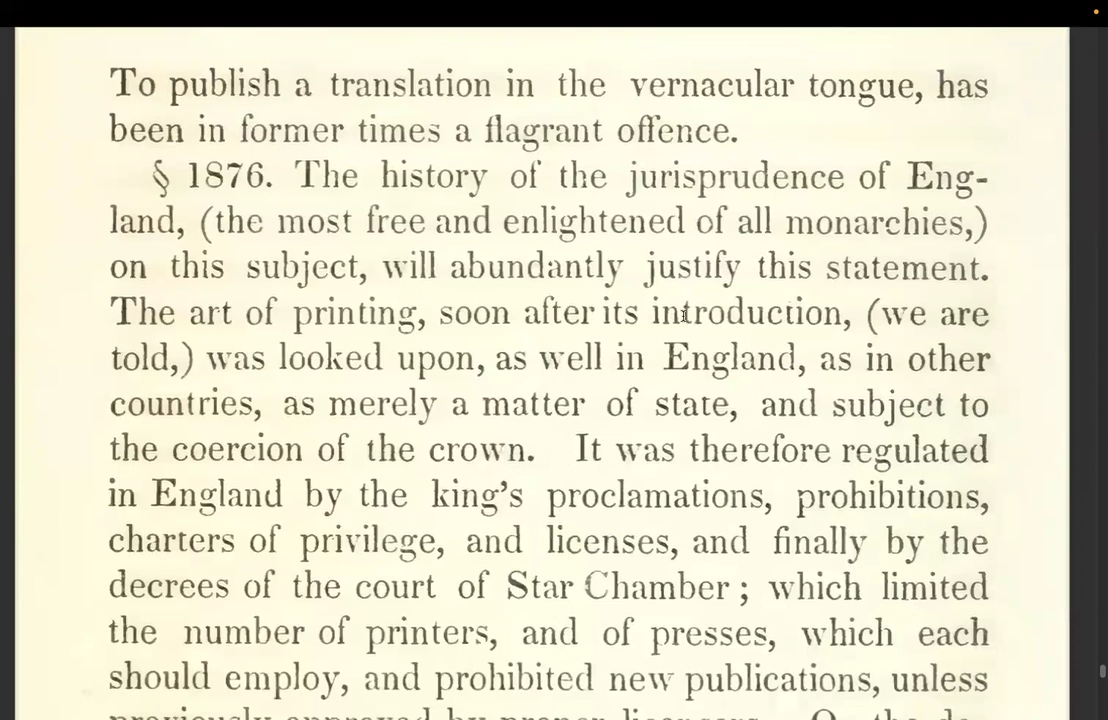 To publish a translation in the vernacular tongue, has
been in former times a flagrant offence.
§ 1876. The history of the jurisprudence of Eng-
land, (the most free and enlightened of all monarchies,)
on this subject, will abundantly justify this statement.
The art of printing, soon after its introduction, (we are
told,) was looked upon, as well in England, as in other
countries, as merely a matter of state, and subject to
the coercion of the crown. It was therefore regulated
in England by the king's proclamations, prohibitions,
charters of privilege, and licenses, and finally by the
decrees of the court of Star Chamber ; which limited
the number of printers, and of presses, which each
should employ, and prohibited new publications, unless